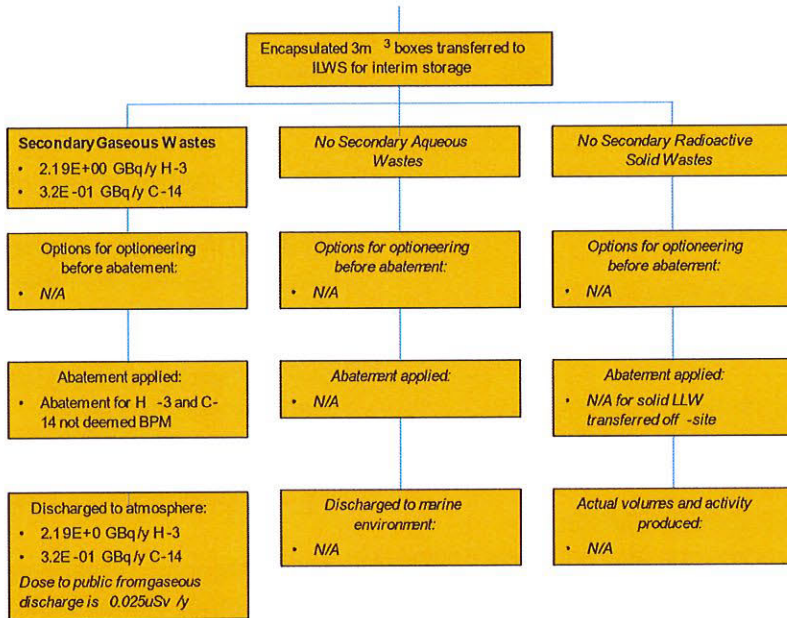 Encapsulated 3m ³ boxes transferred to
ILWS for interim storage
Secondary Gaseous Wastes
• 2.19E+00 GBq/y H-3
• 3.2E-01 GBq/y C-14
No Secondary Aqueous
Wastes
No Secondary Radioactive
Solid Wastes
Options for optioneering
before abatement:
• N/A
Options for optioneering
before abatement:
• N/A
Options for optioneering
before abatement:
• N/A
Abatement applied:
• Abatement for H -3 and C-
14 not deemed BPM
Abatement applied:
• N/A
Abatement applied:
• N/A for solid LLW
transferred off -site
Discharged to atmosphere:
• 2.19E+0 GBq/y H-3
• 3.2E-01 GBq/y C-14
Dose to public from gaseous
discharge is 0.025uSv /y
Discharged to marine
environment:
• N/A
Actual volumes and activity
produced:
• N/A